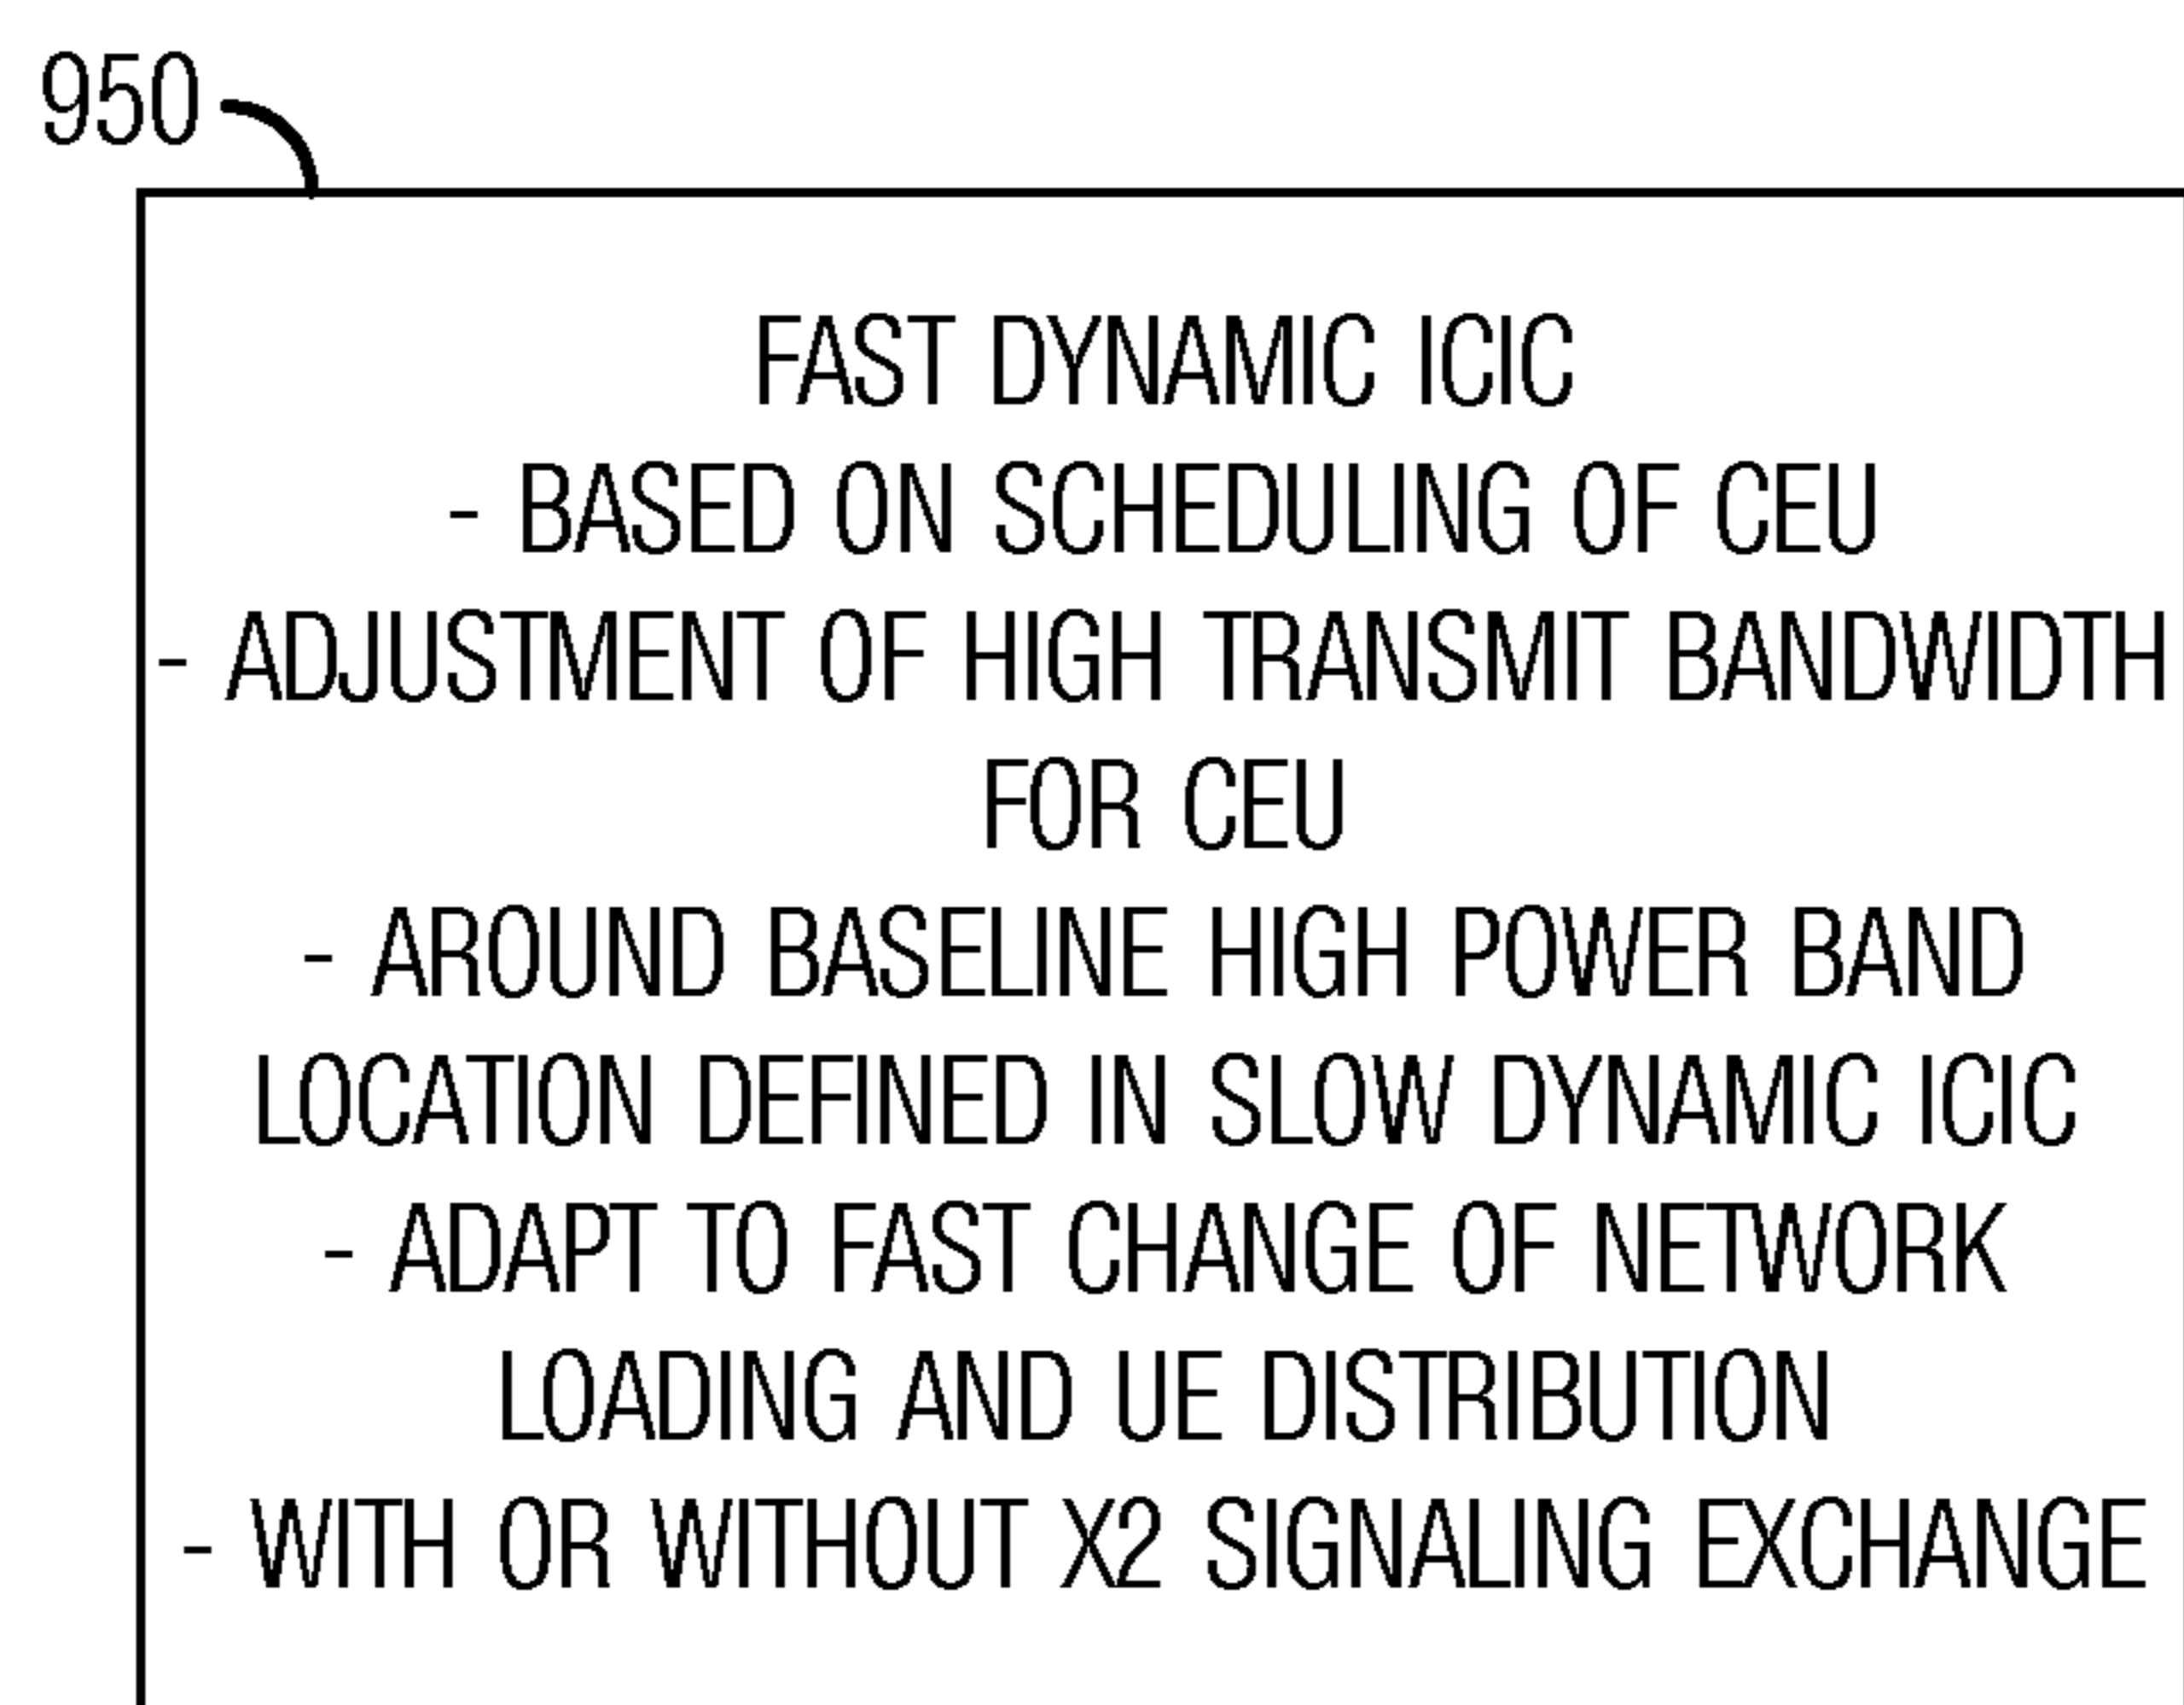 950
FAST DYNAMIC ICIC
- BASED ON SCHEDULING OF CEU
- ADJUSTMENT OF HIGH TRANSMIT BANDWIDTH
FOR CEU
- AROUND BASELINE HIGH POWER BAND
LOCATION DEFINED IN SLOW DYNAMIC ICIC
- ADAPT TO FAST CHANGE OF NETWORK
LOADING AND UE DISTRIBUTION
- WITH OR WITHOUT X2 SIGNALING EXCHANGE